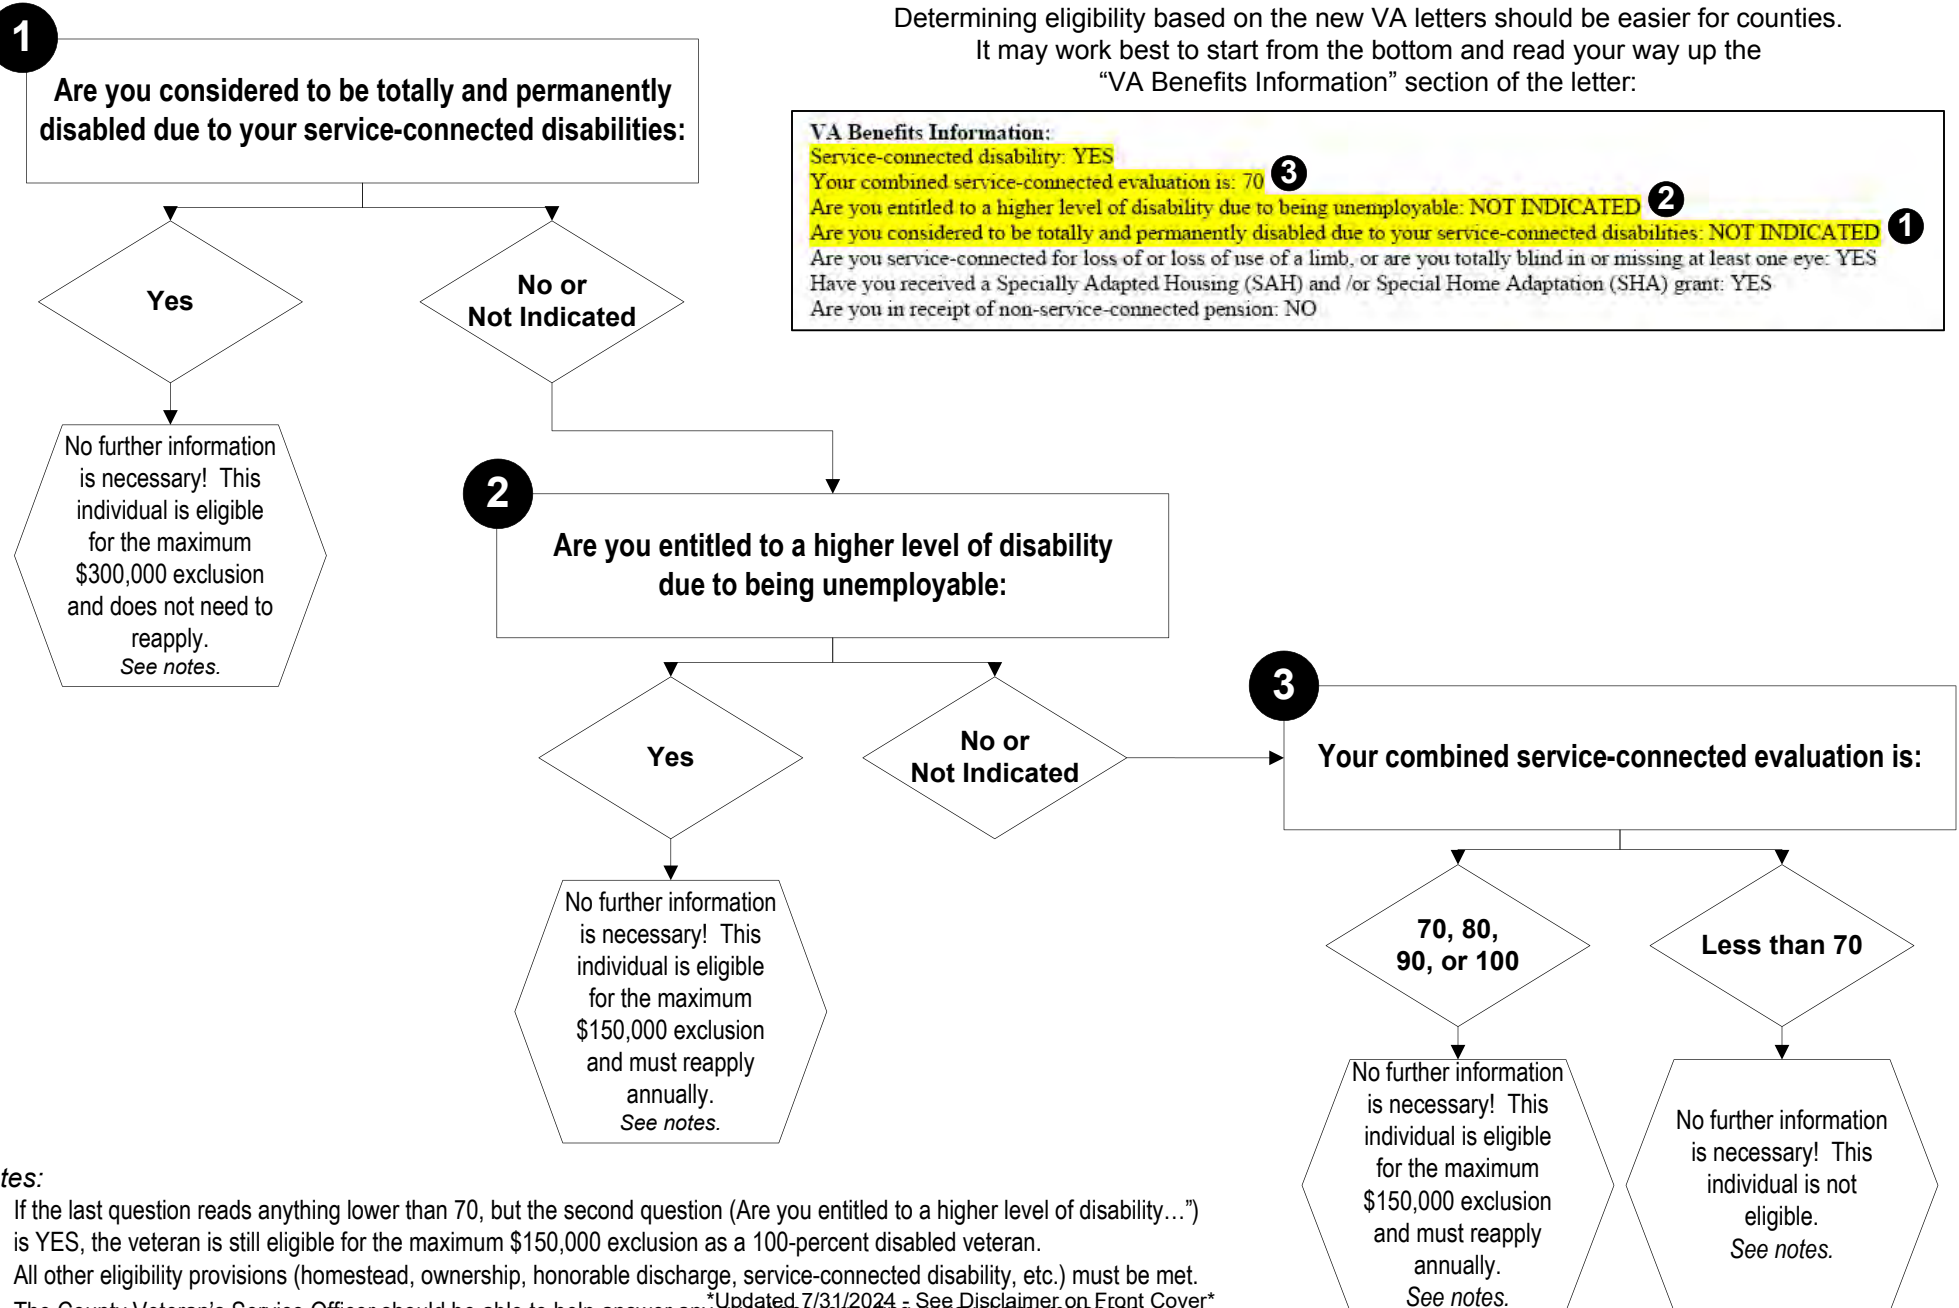 Determining eligibility based on the new VA letters should be easier for counties.
It may work best to start from the bottom and read your way up the
“VA Benefits Information” section of the letter:
VA Benefits Information:
Service-connected disability: YES
Your combined service-connected evaluation is: 70 3
Are you entitled to a higher level of disability due to being unemployable: NOT INDICATED 2
Are you considered to be totally and permanently disabled due to your service-connected disabilities: NOT INDICATED 1
Are you service-connected for loss of or loss of use of a limb, or are you totally blind in or missing at least one eye: YES
Have you received a Specially Adapted Housing (SAH) and /or Special Home Adaptation (SHA) grant: YES
Are you in receipt of non-service-connected pension: NO
1
Are you considered to be totally and permanently
disabled due to your service-connected disabilities:
Yes
No or
Not Indicated
No further information
is necessary! This
individual is eligible
for the maximum
$300,000 exclusion
and does not need to
reapply.
See notes.
2
Are you entitled to a higher level of disability
due to being unemployable:
Yes
No or
Not Indicated
No further information
is necessary! This
individual is eligible
for the maximum
$150,000 exclusion
and must reapply
annually.
See notes.
3
Your combined service-connected evaluation is:
70, 80,
90, or 100
Less than 70
No further information
is necessary! This
individual is eligible
for the maximum
$150,000 exclusion
and must reapply
annually.
See notes.
No further information
is necessary! This
individual is not
eligible.
See notes.
tes:
If the last question reads anything lower than 70, but the second question (Are you entitled to a higher level of disability…”)
is YES, the veteran is still eligible for the maximum $150,000 exclusion as a 100-percent disabled veteran.
All other eligibility provisions (homestead, ownership, honorable discharge, service-connected disability, etc.) must be met.
The County Veteran’s Service Officer should be able to help answer any
*Updated 7/31/2024 - See Disclaimer on Front Cover*